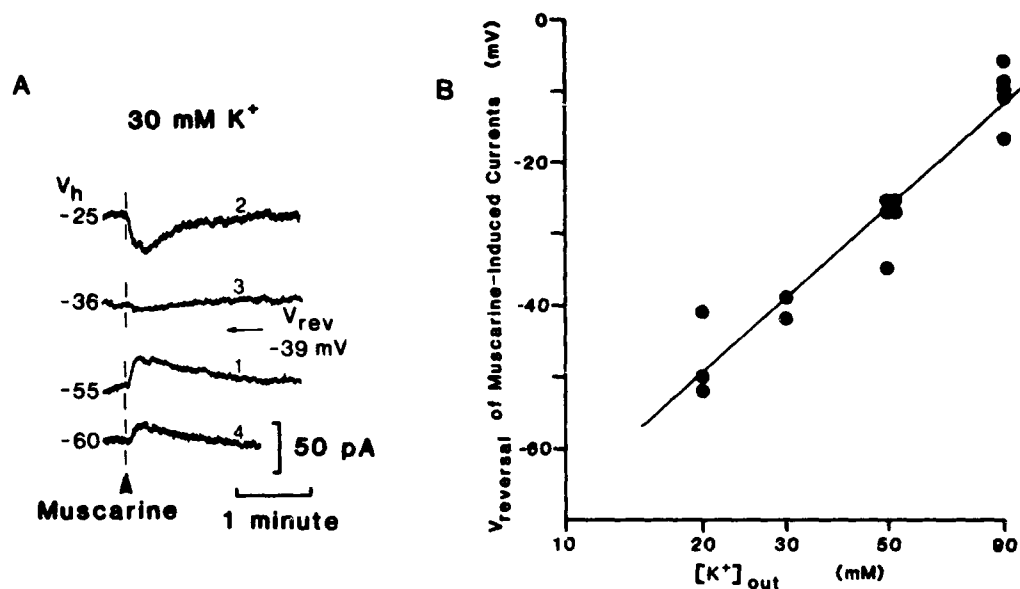 A
30 mM K⁺
Vh
-25
2
-36
3
Vrev
-39 mV
-55
1
-60
4
50 pA
Muscarine
1 minute
B
Vreversal of Muscarine-Induced Currents (mV)
0
-20
-40
-60
10
20
30
50
90
[K⁺]out (mM)